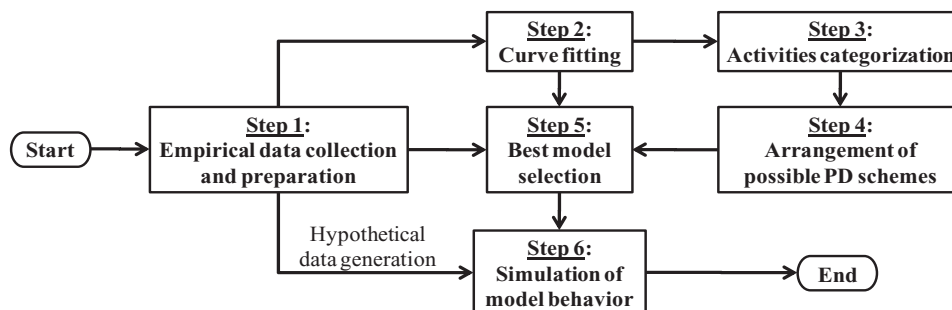 Start
Step 1:
Empirical data collection
and preparation
Step 2:
Curve fitting
Step 3:
Activities categorization
Step 4:
Arrangement of
possible PD schemes
Step 5:
Best model
selection
Hypothetical
data generation
Step 6:
Simulation of
model behavior
End